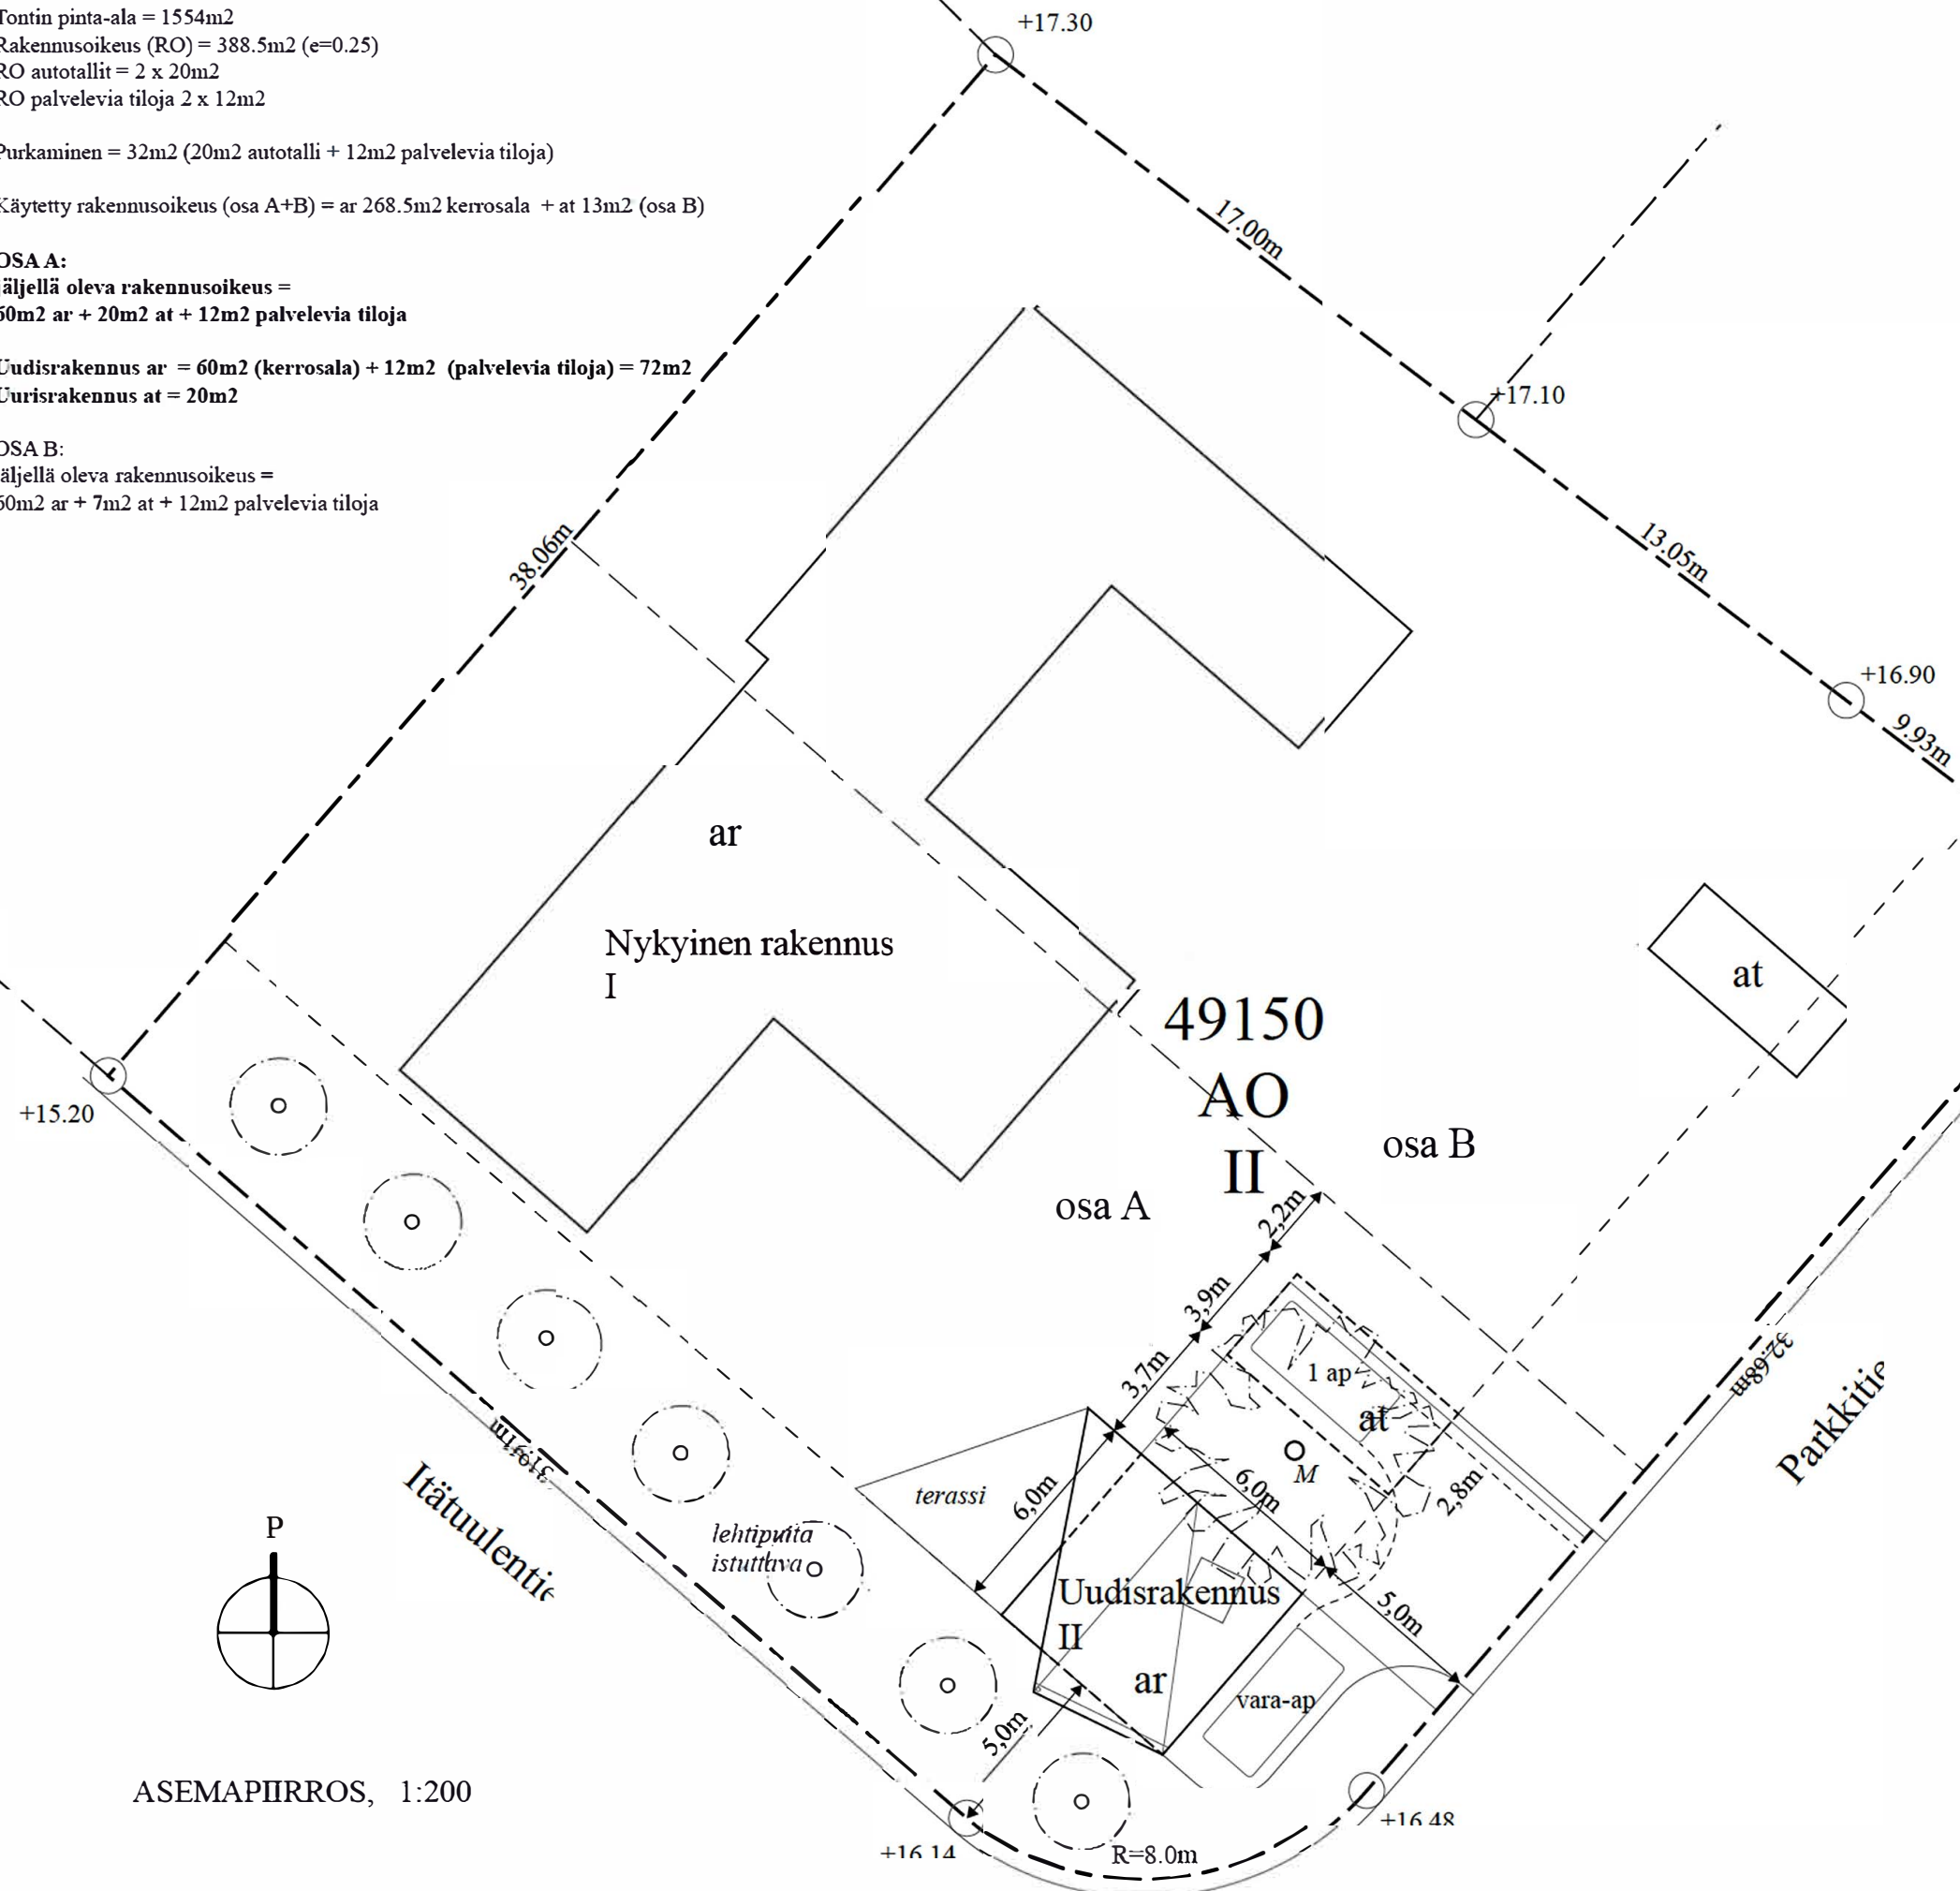 Tontin pinta-ala = 1554m2
Rakennusoikeus (RO) = 388.5m2 (e=0.25)
RO autotallit = 2 x 20m2
RO palvelevia tiloja 2 x 12m2
Purkaminen = 32m2 (20m2 autotalli + 12m2 palvelevia tiloja)
Käytetty rakennusoikeus (osa A+B) = ar 268.5m2 kerrosala + at 13m2 (osa B)
OSA A:
jäljellä oleva rakennusoikeus =
60m2 ar + 20m2 at + 12m2 palvelevia tiloja
Uudisrakennus ar = 60m2 (kerrosala) + 12m2 (palvelevia tiloja) = 72m2
Uurisrakennus at = 20m2
OSA B:
jäljellä oleva rakennusoikeus =
60m2 ar + 7m2 at + 12m2 palvelevia tiloja
+17.30
17.00m
+17.10
13.05m
+16.90
9.93m
38.06m
ar
Nykyinen rakennus
I
49150
AO
II
osa A
osa B
at
+15.20
2,2m
3,9m
3,7m
1 ap
at
M
6,0m
6,0m
2,8m
32.68m
Parkkitie
terassi
lehtipuita
istuttava
Itätuulentie
Uudisrakennus
II
ar
5,0m
vara-ap
5,0m
P
ASEMAPIIRROS, 1:200
+16.14
R=8.0m
+16.48